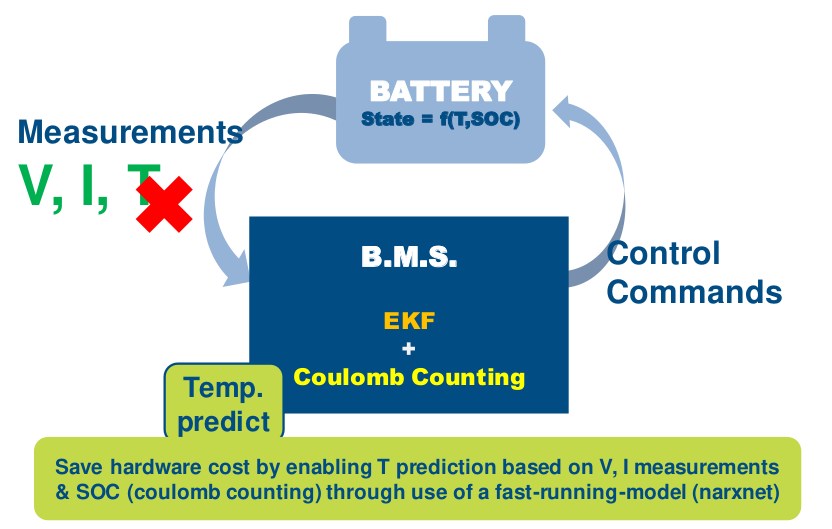 BATTERY
State = f(T,SOC)
Measurements
V, I, T
B.M.S.
Control
Commands
EKF
+
Coulomb Counting
Temp.
predict
Save hardware cost by enabling T prediction based on V, I measurements
& SOC (coulomb counting) through use of a fast-running-model (narxnet)